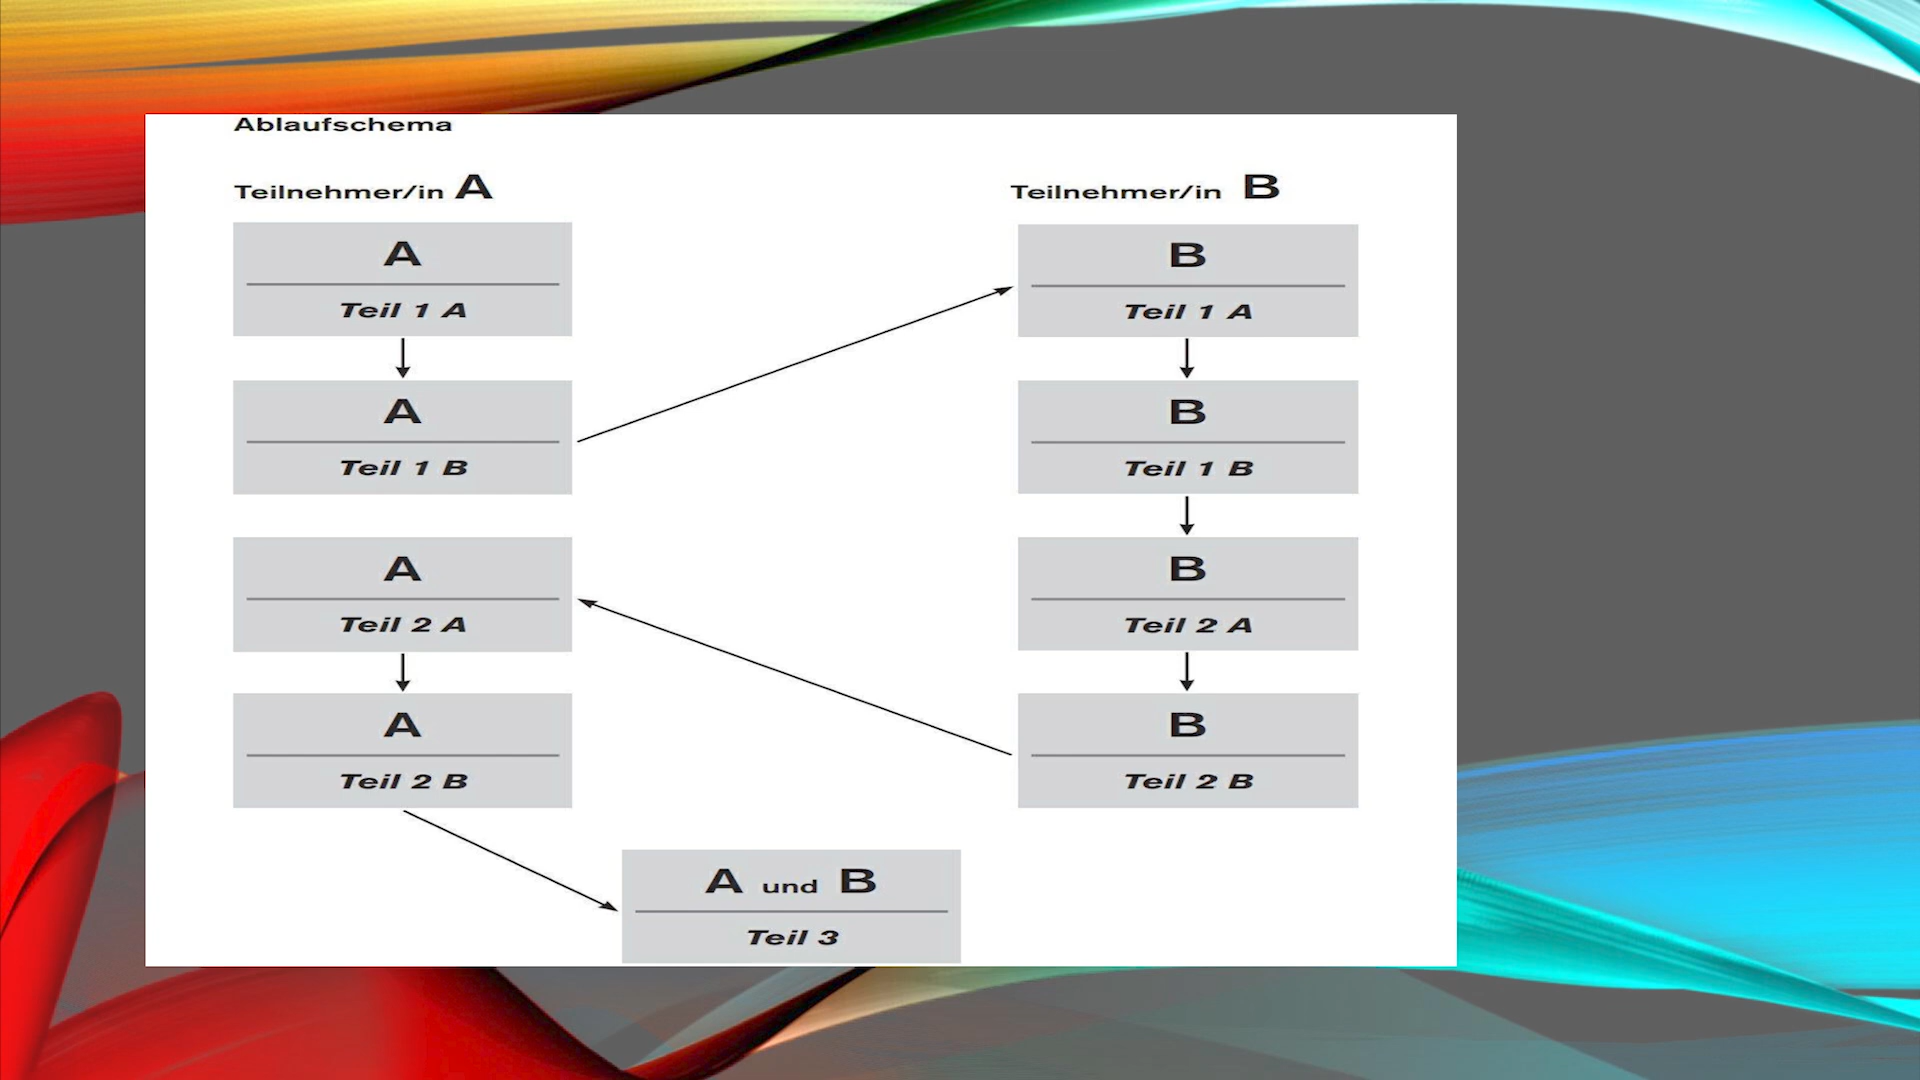 Ablaufschema
Teilnehmer/in A
A
Teil 1 A
A
Teil 1 B
A
Teil 2 A
A
Teil 2 B
Teilnehmer/in B
B
Teil 1 A
B
Teil 1 B
B
Teil 2 A
B
Teil 2 B
A und B
Teil 3